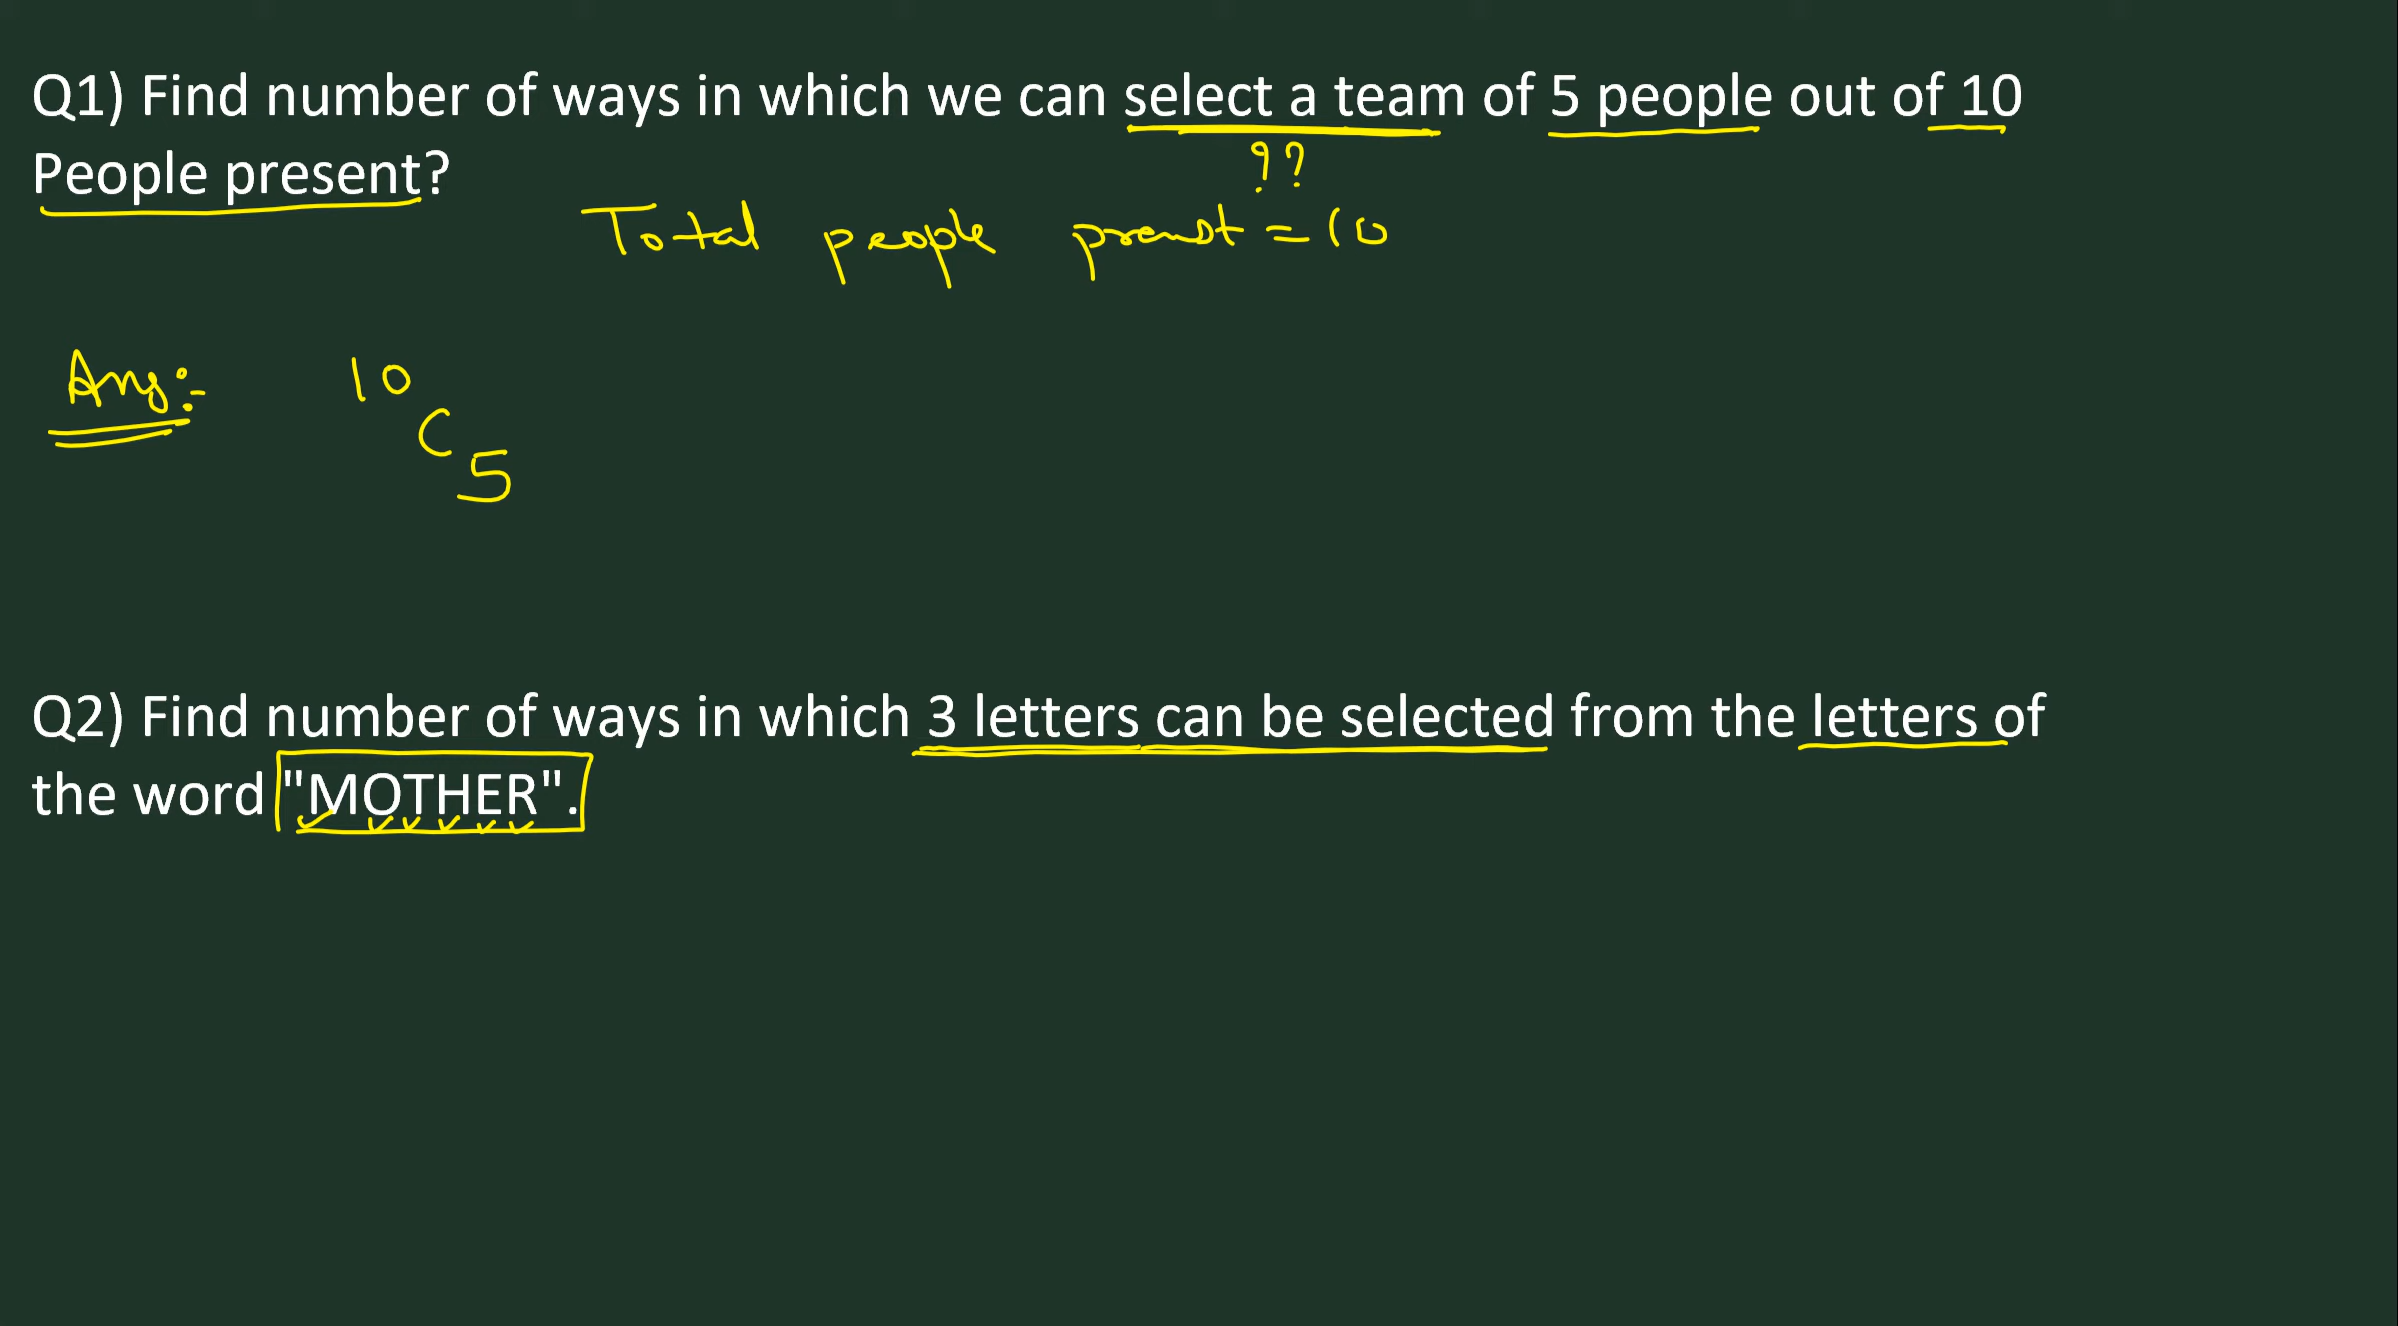 Q1) Find number of ways in which we can select a team of 5 people out of 10
People present?
??
Total people present = 10
Ans:-
10
C
5
Q2) Find number of ways in which 3 letters can be selected from the letters of
the word "MOTHER".